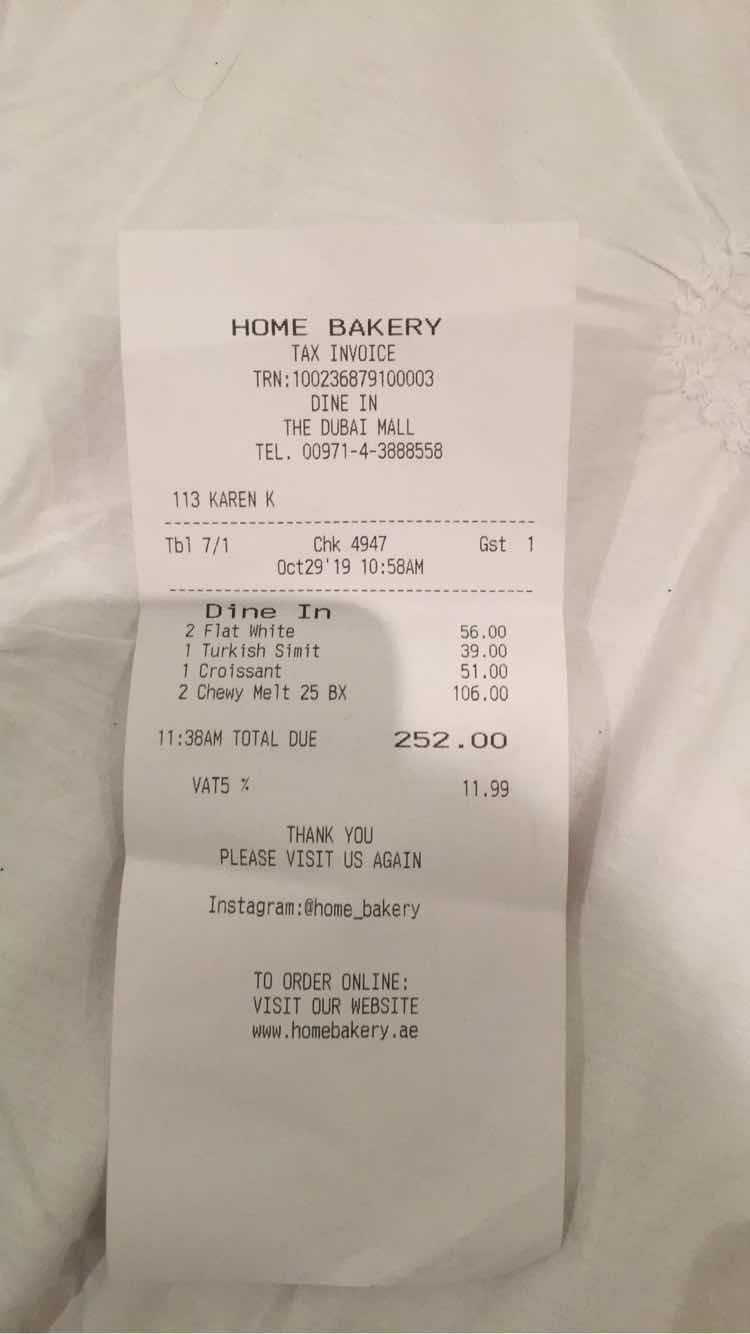 HOME BAKERY
TAX INVOICE
TRN:100236879100003
DINE IN
THE DUBAI MALL
TEL. 00971-4-3888558
113 KAREN K
Tbl 7/1 Chk 4947 Gst 1
Oct29'19 10:58AM
Dine In
2 Flat White 56.00
1 Turkish Simit 39.00
1 Croissant 51.00
2 Chewy Melt 25 BX 106.00
11:38AM TOTAL DUE 252.00
VAT5 % 11.99
THANK YOU
PLEASE VISIT US AGAIN
Instagram:@home_bakery
TO ORDER ONLINE:
VISIT OUR WEBSITE
www.homebakery.ae